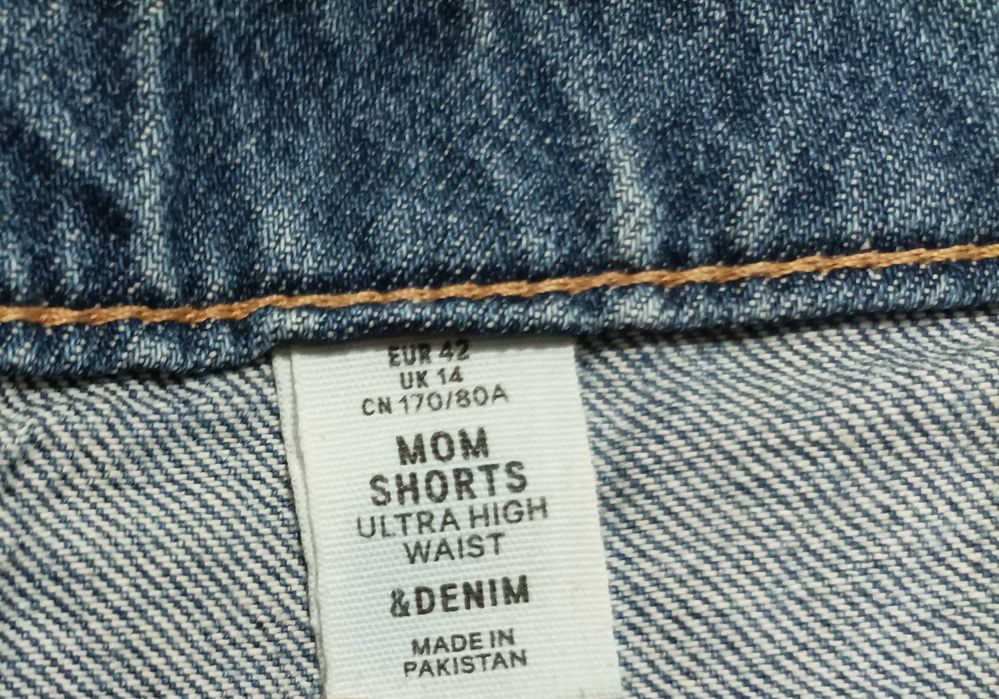 EUR 42
UK 14
CN 170/80A
MOM
SHORTS
ULTRA HIGH
WAIST
&DENIM
MADE IN
PAKISTAN